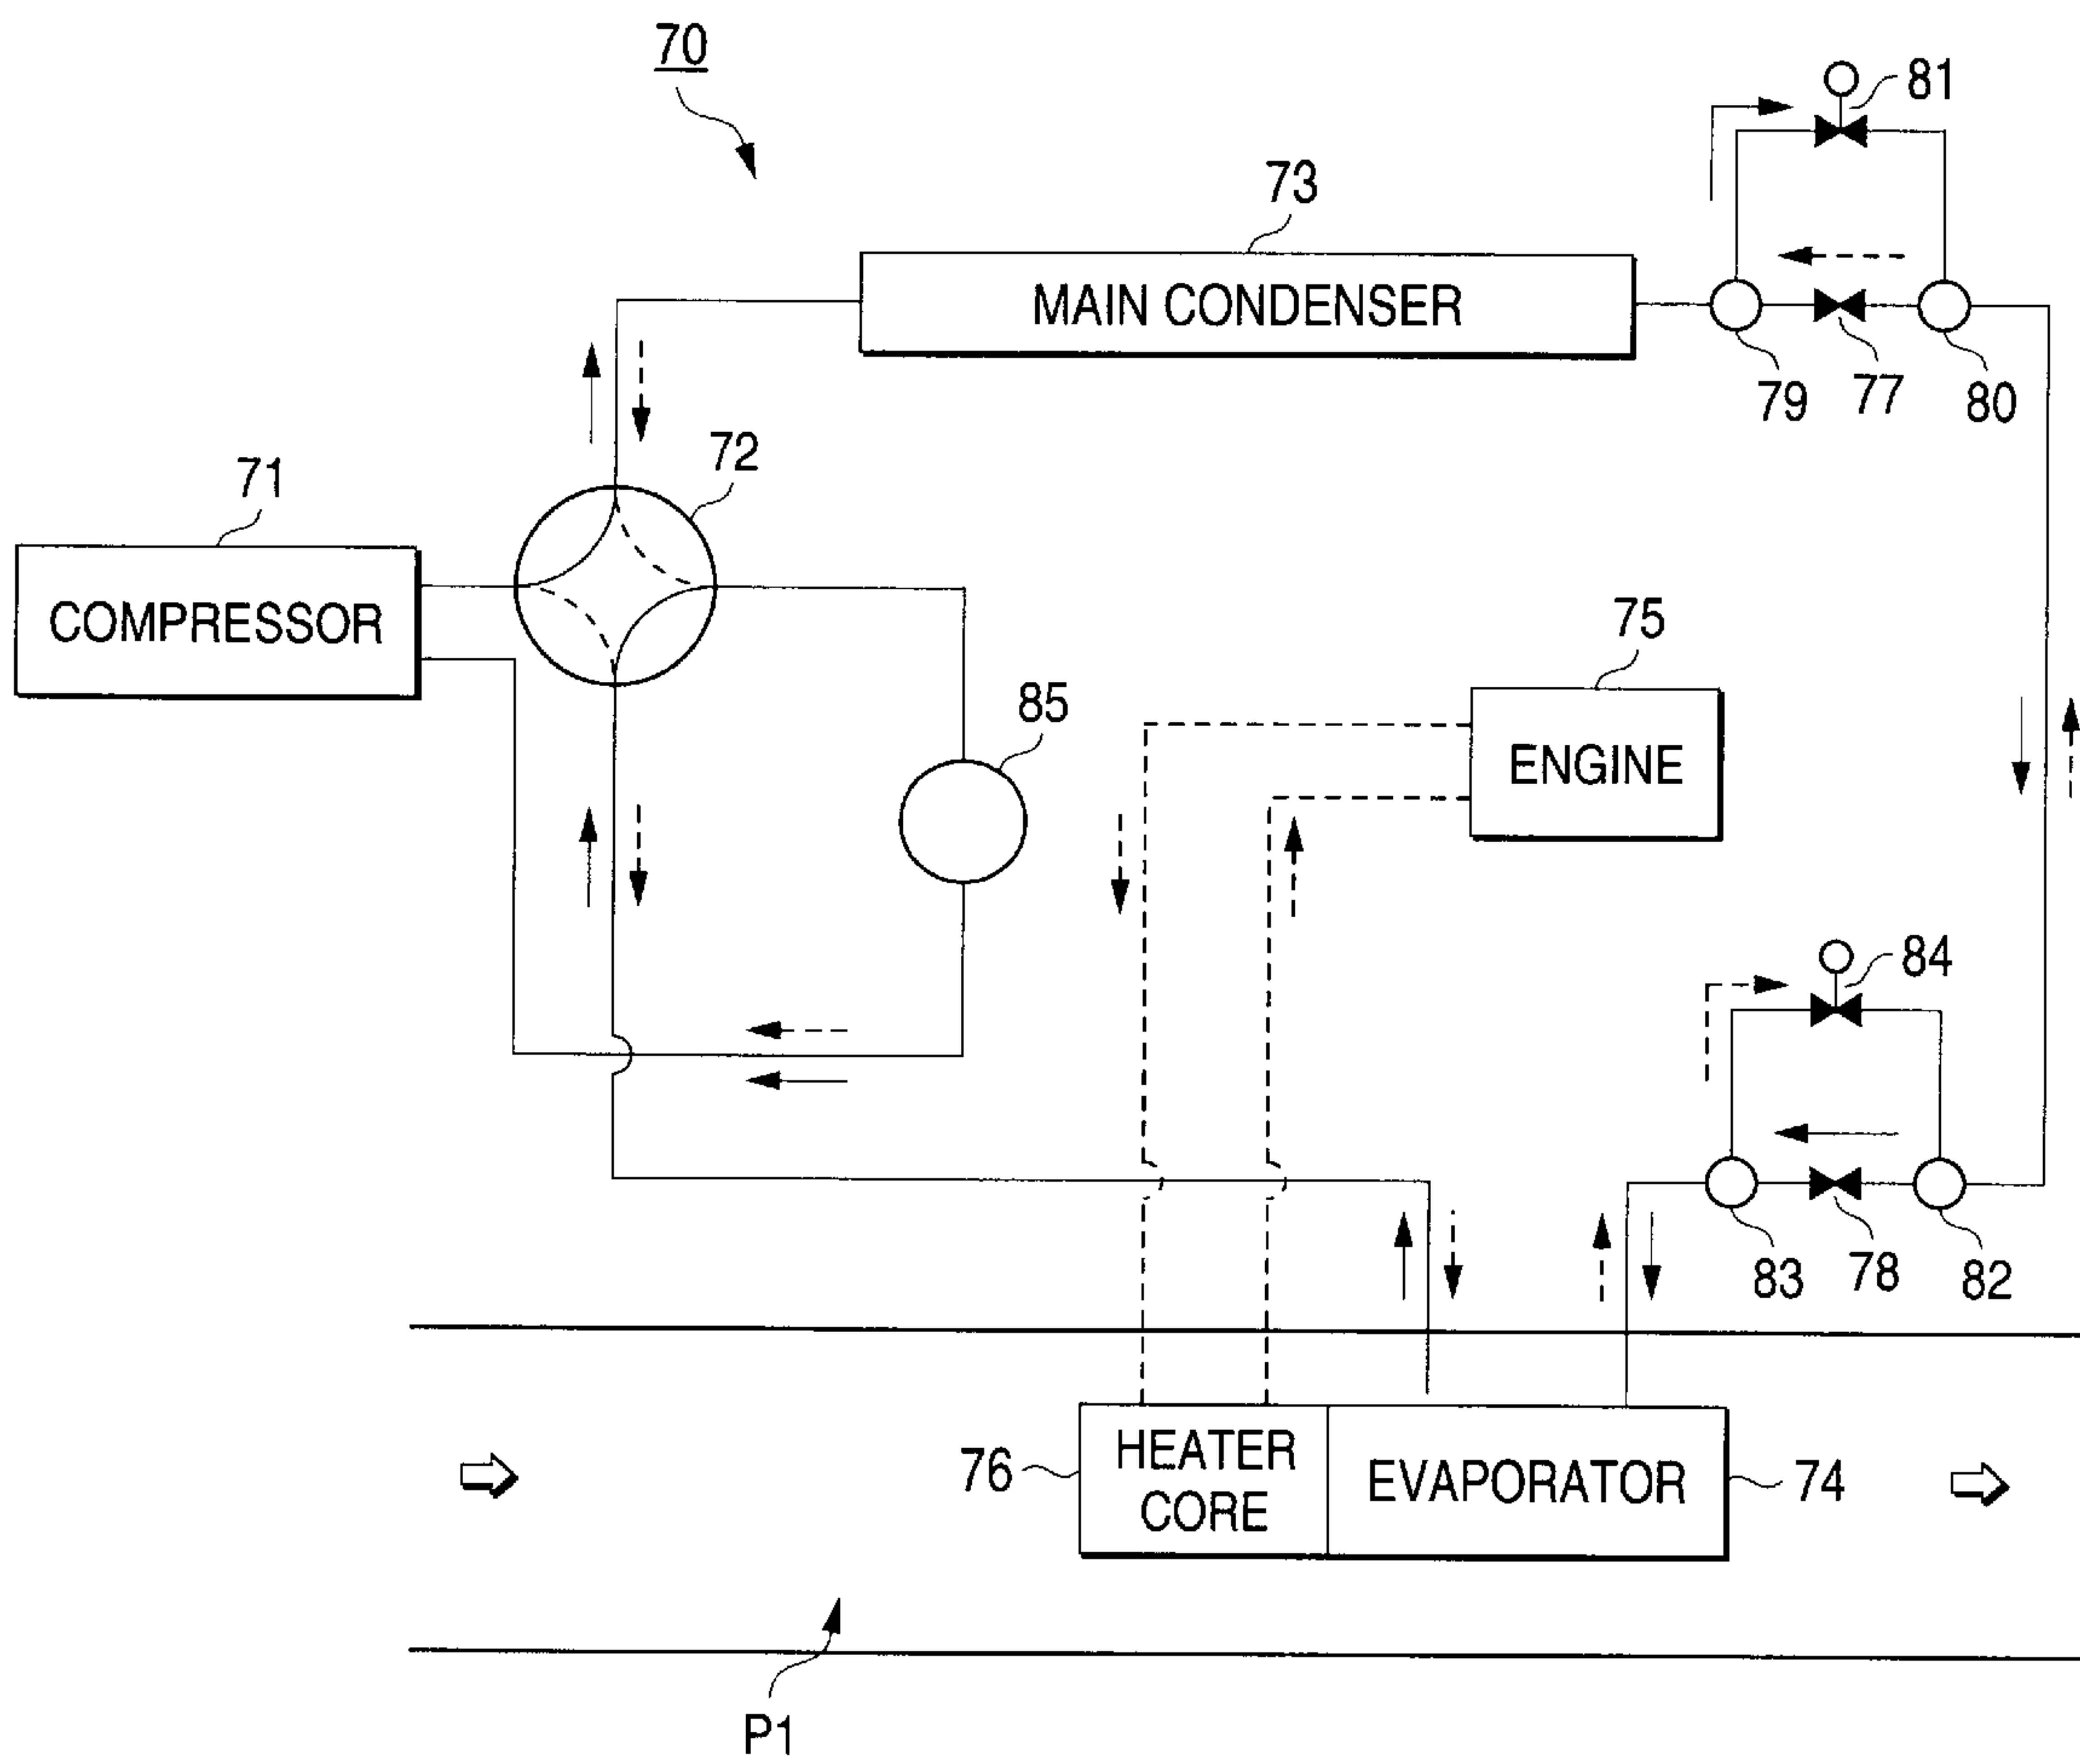 70
81
73
MAIN CONDENSER
79
77
80
72
71
COMPRESSOR
75
ENGINE
85
84
83
78
82
76
HEATER
CORE
EVAPORATOR
74
P1